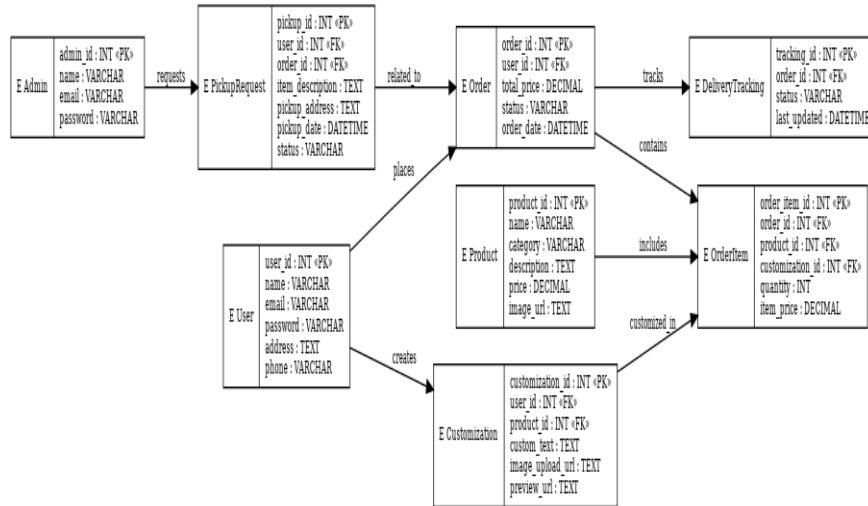 E Admin
admin_id : INT «PK»
name : VARCHAR
email : VARCHAR
password : VARCHAR
requests
E PickupRequest
pickup_id : INT «PK»
user_id : INT «FK»
order_id : INT «FK»
item_description : TEXT
pickup_address : TEXT
pickup_date : DATETIME
status : VARCHAR
related_to
E Order
order_id : INT «PK»
user_id : INT «FK»
total_price : DECIMAL
status : VARCHAR
order_date : DATETIME
tracks
E DeliveryTracking
tracking_id : INT «PK»
order_id : INT «FK»
status : VARCHAR
last_updated : DATETIME
places
contains
E Product
product_id : INT «PK»
name : VARCHAR
category : VARCHAR
description : TEXT
price : DECIMAL
image_url : TEXT
includes
E OrderItem
order_item_id : INT «PK»
order_id : INT «FK»
product_id : INT «FK»
customization_id : INT «FK»
quantity : INT
item_price : DECIMAL
E User
user_id : INT «PK»
name : VARCHAR
email : VARCHAR
password : VARCHAR
address : TEXT
phone : VARCHAR
creates
customized_in
E Customization
customization_id : INT «PK»
user_id : INT «FK»
product_id : INT «FK»
custom_text : TEXT
image_upload_url : TEXT
preview_url : TEXT